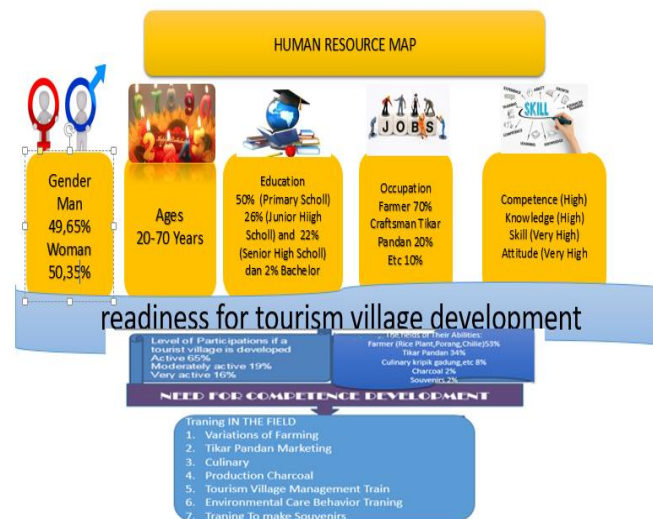 HUMAN RESOURCE MAP
JOBS
SKILL
Gender
Man
49,65%
Woman
50,35%
Ages
20-70 Years
Education
50% (Primary Scholl)
26% (Junior Hiigh
Scholl) and 22%
(Senior High Scholl)
dan 2% Bachelor
Occupation
Farmer 70%
Craftsman Tikar
Pandan 20%
Etc 10%
Competence (High)
Knowledge (High)
Skill (Very High)
Attitude (Very High
readiness for tourism village development
Level of Participations if a
tourist village is developed
Active 65%
Moderately active 19%
Very active 16%
The fields of Their Abilities:
Farmer (Rice Plant,Porang,Chilie)53%
Tikar Pandan 34%
Culinary kripik gadung,etc 8%
Charcoal 2%
Souvenirs 2%
NEED FOR COMPETENCE DEVELOPMENT
Traning IN THE FIELD
1. Variations of Farming
2. Tikar Pandan Marketing
3. Culinary
4. Production Charcoal
5. Tourism Village Management Train
6. Environmental Care Behavior Traning
7. Traning To make Souvenirs